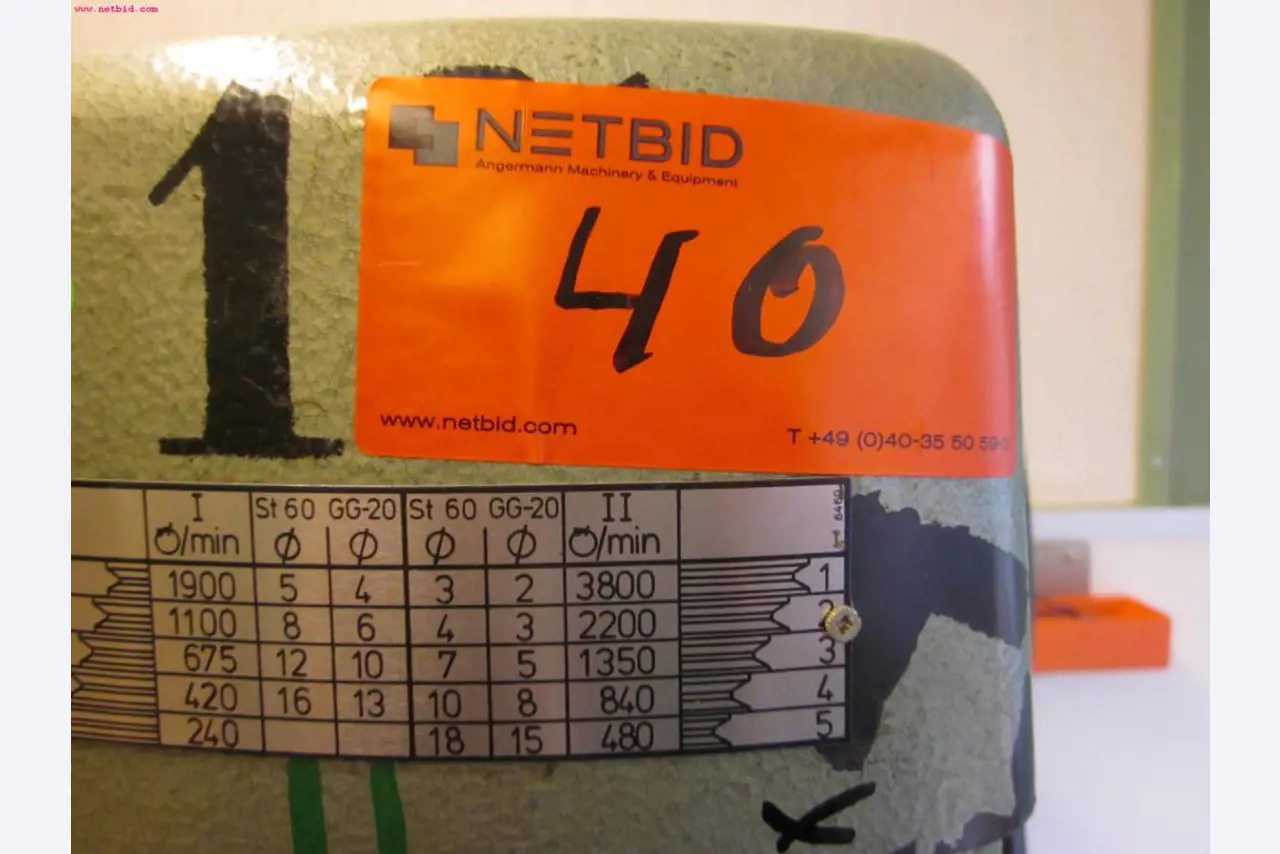 www.netbid.com
1
NETBID
Angermann Machinery & Equipment
40
www.netbid.com
T +49 (0)40-35 50 59-
I St 60 GG-20 St 60 GG-20 II
/min Ø Ø Ø Ø /min
1900 5 4 3 2 3800 1
1100 8 6 4 3 2200 2
675 12 10 7 5 1350 3
420 16 13 10 8 840 4
240 18 15 480 5